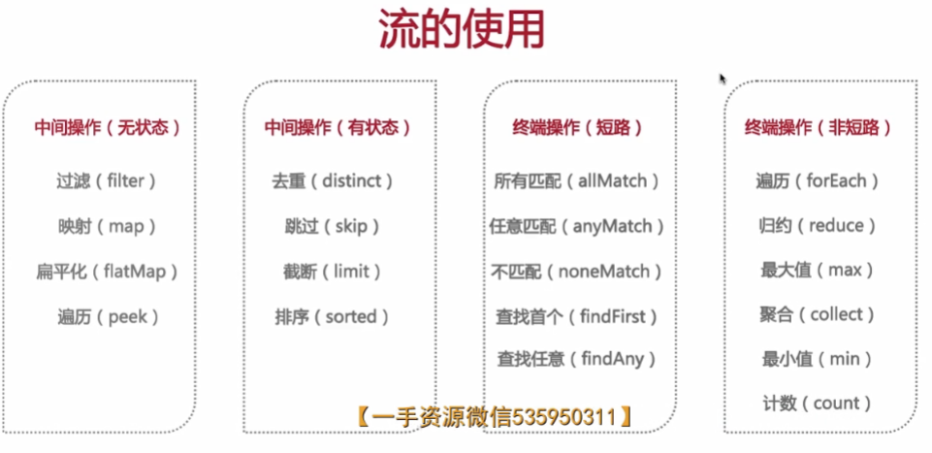 流的使用
中间操作（无状态）
过滤（filter）
映射（map）
扁平化（flatMap）
遍历（peek）
中间操作（有状态）
去重（distinct）
跳过（skip）
截断（limit）
排序（sorted）
终端操作（短路）
所有匹配（allMatch）
任意匹配（anyMatch）
不匹配（noneMatch）
查找首个（findFirst）
查找任意（findAny）
终端操作（非短路）
遍历（forEach）
归约（reduce）
最大值（max）
聚合（collect）
最小值（min）
计数（count）
【一手资源微信535950311】